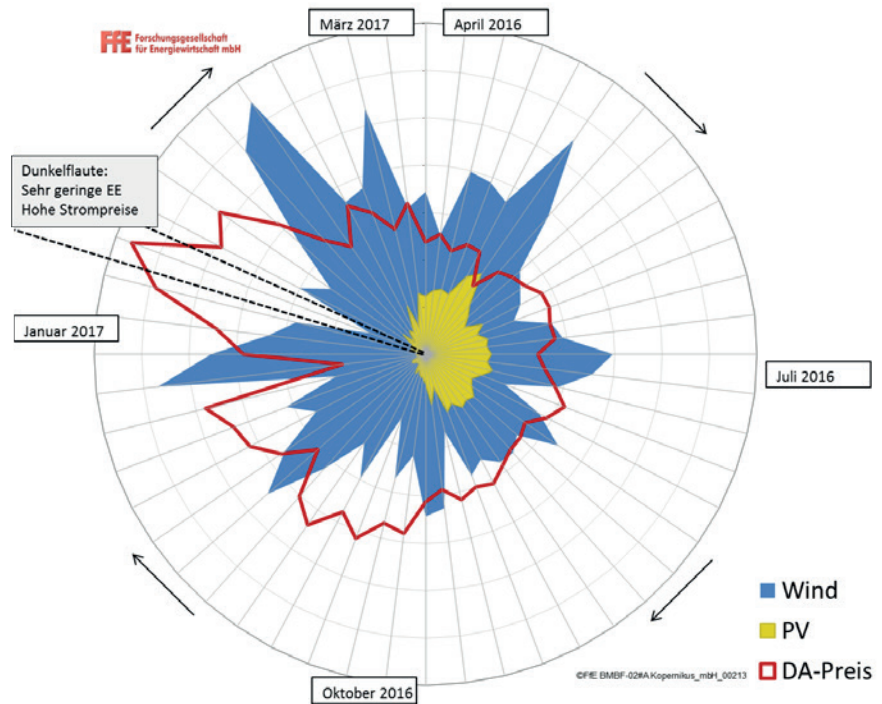 März 2017
April 2016
FfE Forschungsgesellschaft
für Energiewirtschaft mbH
Dunkelflaute:
Sehr geringe EE
Hohe Strompreise
Januar 2017
Juli 2016
Oktober 2016
Wind
PV
DA-Preis
©FfE BMBF-02#A Kopernikus_mbH_00213